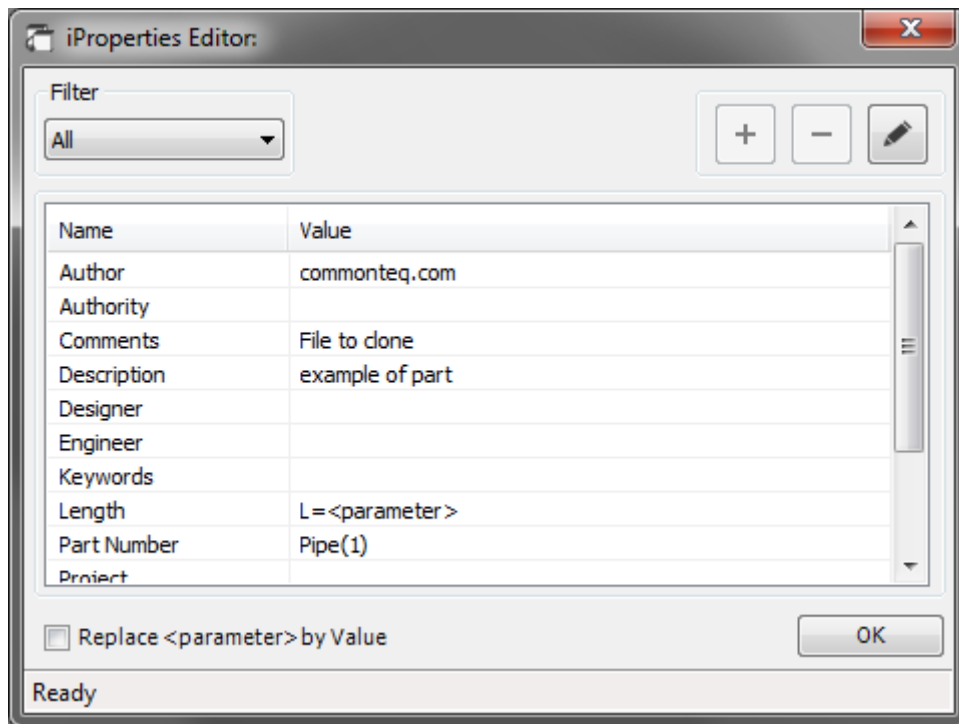 iProperties Editor:
Filter
All
Name Value
Author commonteq.com
Authority
Comments File to clone
Description example of part
Designer
Engineer
Keywords
Length L=<parameter>
Part Number Pipe(1)
Project
Replace <parameter> by Value
OK
Ready